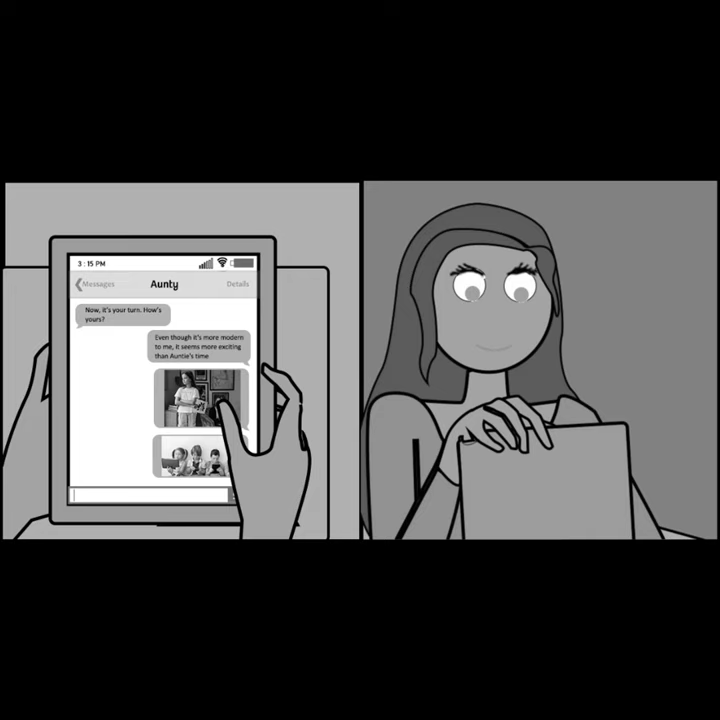 3 : 15 PM
Messages
Aunty
Details
Now, it's your turn. How's
yours?
Even though it's more modern
to me, it seems more exciting
than Auntie's time